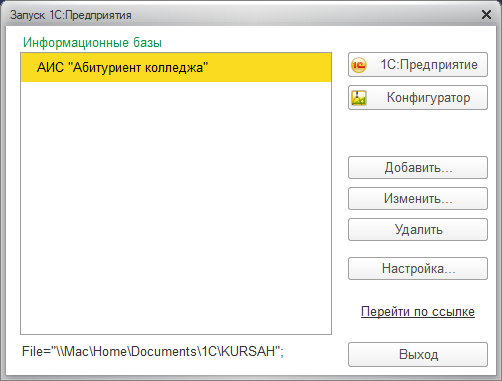 Запуск 1С:Предприятия
Информационные базы
АИС "Абитуриент колледжа"
1С:Предприятие
Конфигуратор
Добавить...
Изменить...
Удалить
Настройка...
Перейти по ссылке
File="\\Mac\Home\Documents\1C\KURSAH";
Выход